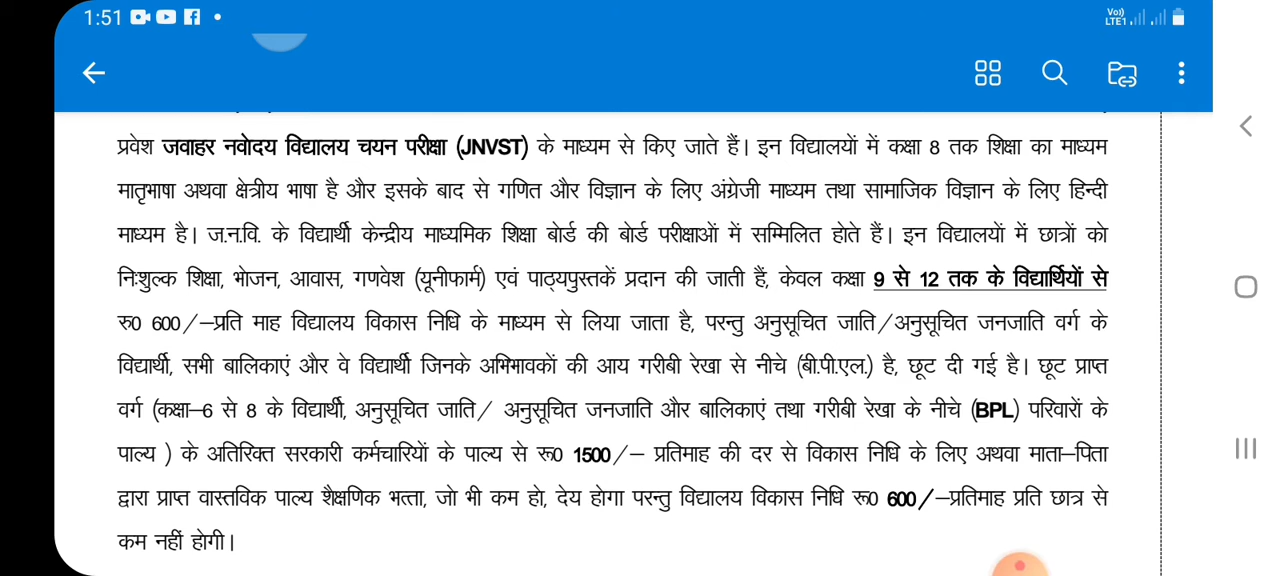 1:51
Vo)) LTE1
प्रवेश जवाहर नवोदय विद्यालय चयन परीक्षा (JNVST) के माध्यम से किए जाते हैं। इन विद्यालयों में कक्षा 8 तक शिक्षा का माध्यम
मातृभाषा अथवा क्षेत्रीय भाषा है और इसके बाद से गणित और विज्ञान के लिए अंग्रेजी माध्यम तथा सामाजिक विज्ञान के लिए हिन्दी
माध्यम है। ज.न.वि. के विद्यार्थी केन्द्रीय माध्यमिक शिक्षा बोर्ड की बोर्ड परीक्षाओं में सम्मिलित होते हैं। इन विद्यालयों में छात्रों को
निःशुल्क शिक्षा, भोजन, आवास, गणवेश (यूनीफार्म) एवं पाठ्यपुस्तकें प्रदान की जाती हैं, केवल कक्षा 9 से 12 तक के विद्यार्थियों से
रु0 600/–प्रति माह विद्यालय विकास निधि के माध्यम से लिया जाता है, परन्तु अनुसूचित जाति/अनुसूचित जनजाति वर्ग के
विद्यार्थी, सभी बालिकाएं और वे विद्यार्थी जिनके अभिभावकों की आय गरीबी रेखा से नीचे (बी.पी.एल.) है, छूट दी गई है। छूट प्राप्त
वर्ग (कक्षा–6 से 8 के विद्यार्थी, अनुसूचित जाति/ अनुसूचित जनजाति और बालिकाएं तथा गरीबी रेखा के नीचे (BPL) परिवारों के
पाल्य ) के अतिरिक्त सरकारी कर्मचारियों के पाल्य से रू0 1500/– प्रतिमाह की दर से विकास निधि के लिए अथवा माता–पिता
द्वारा प्राप्त वास्तविक पाल्य शैक्षणिक भत्ता, जो भी कम हो, देय होगा परन्तु विद्यालय विकास निधि रू0 600/–प्रतिमाह प्रति छात्र से
कम नहीं होगी।